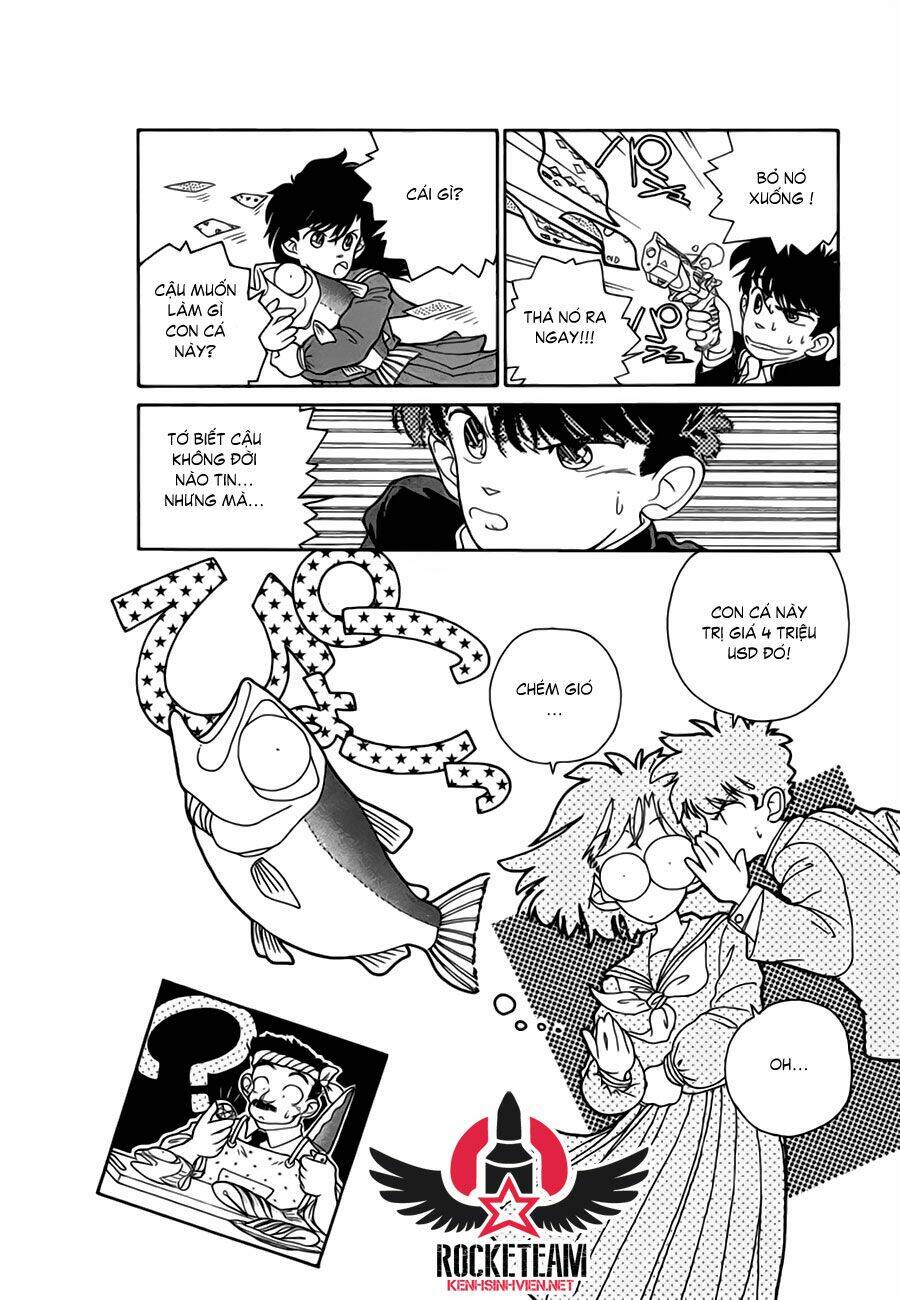 BỎ NÓ
XUỐNG !
THẢ NÓ RA
NGAY!!!
CÁI GÌ?
CẬU MUỐN
LÀM GÌ
CON CÁ
NÀY?
TỚ BIẾT CẬU
KHÔNG ĐỜI
NÀO TIN...
NHƯNG MÀ...
CON CÁ NÀY
TRỊ GIÁ 4 TRIỆU
USD ĐÓ!
CHÉM GIÓ
...
OH...
?
ROCKETEAM
KENHSINHVIEN.NET